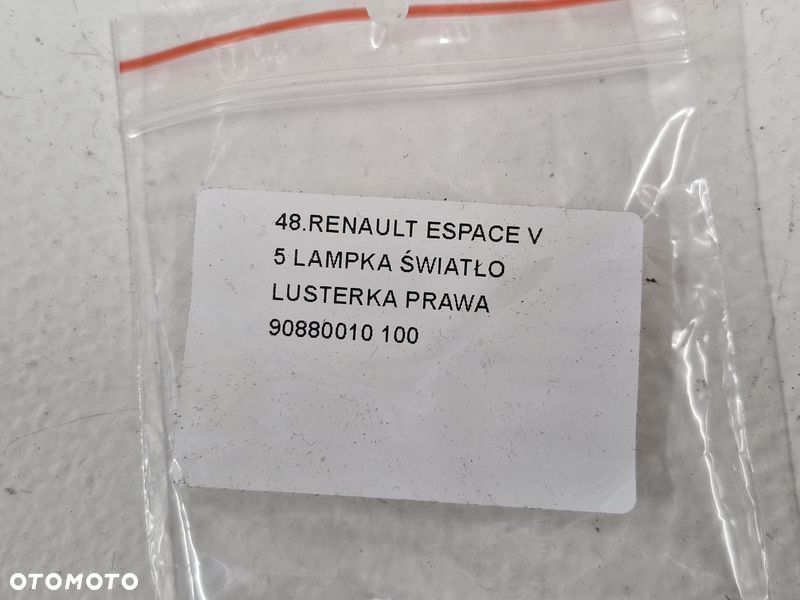 48.RENAULT ESPACE V
5 LAMPKA ŚWIATŁO
LUSTERKA PRAWA
90880010 100
OTOMOTO